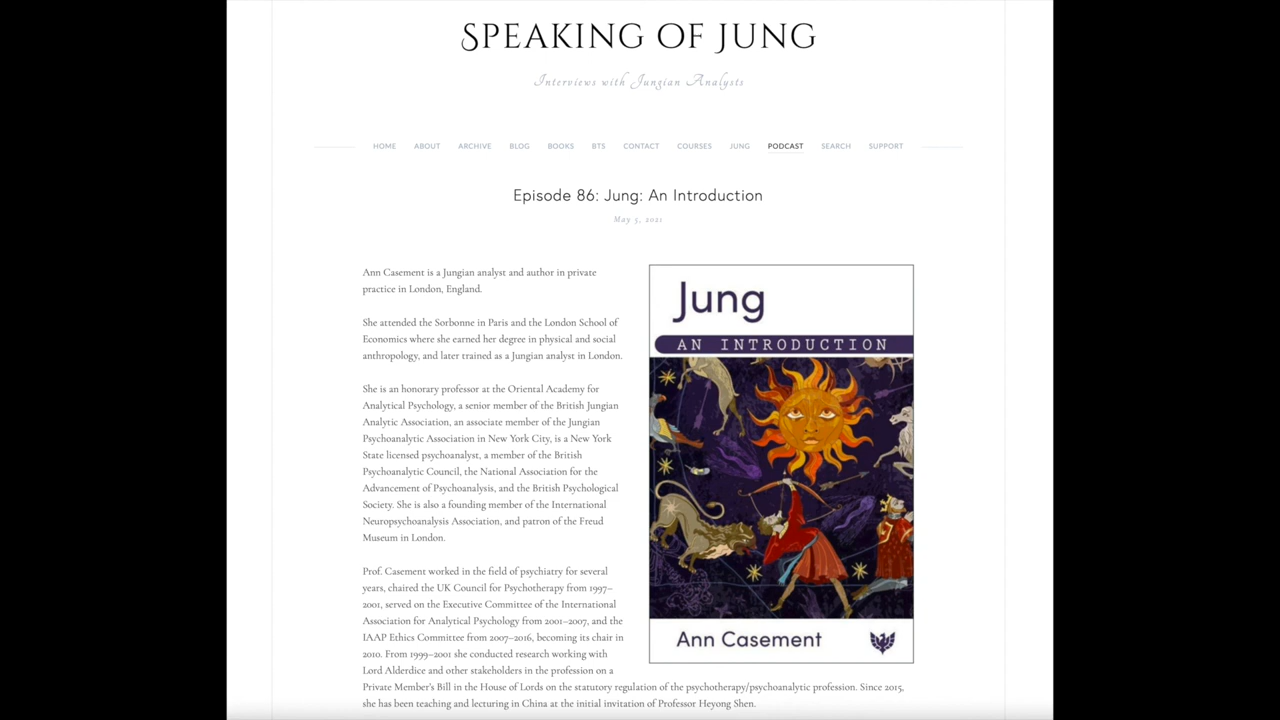 SPEAKING OF JUNG
Interviews with Jungian Analysts
HOME ABOUT ARCHIVE BLOG BOOKS BTS CONTACT COURSES JUNG PODCAST SEARCH SUPPORT
Episode 86: Jung: An Introduction
May 5, 2021
Ann Casement is a Jungian analyst and author in private
practice in London, England.
She attended the Sorbonne in Paris and the London School of
Economics where she earned her degree in physical and social
anthropology, and later trained as a Jungian analyst in London.
She is an honorary professor at the Oriental Academy for
Analytical Psychology, a senior member of the British Jungian
Analytic Association, an associate member of the Jungian
Psychoanalytic Association in New York City, is a New York
State licensed psychoanalyst, a member of the British
Psychoanalytic Council, the National Association for the
Advancement of Psychoanalysis, and the British Psychological
Society. She is also a founding member of the International
Neuropsychoanalysis Association, and patron of the Freud
Museum in London.
Prof. Casement worked in the field of psychiatry for several
years, chaired the UK Council for Psychotherapy from 1997–
2001, served on the Executive Committee of the International
Association for Analytical Psychology from 2001–2007, and the
IAAP Ethics Committee from 2007–2016, becoming its chair in
2010. From 1999–2001 she conducted research working with
Lord Alderdice and other stakeholders in the profession on a
Private Member's Bill in the House of Lords on the statutory regulation of the psychotherapy/psychoanalytic profession. Since 2015,
she has been teaching and lecturing in China at the initial invitation of Professor Heyong Shen.
Jung
AN INTRODUCTION
Ann Casement